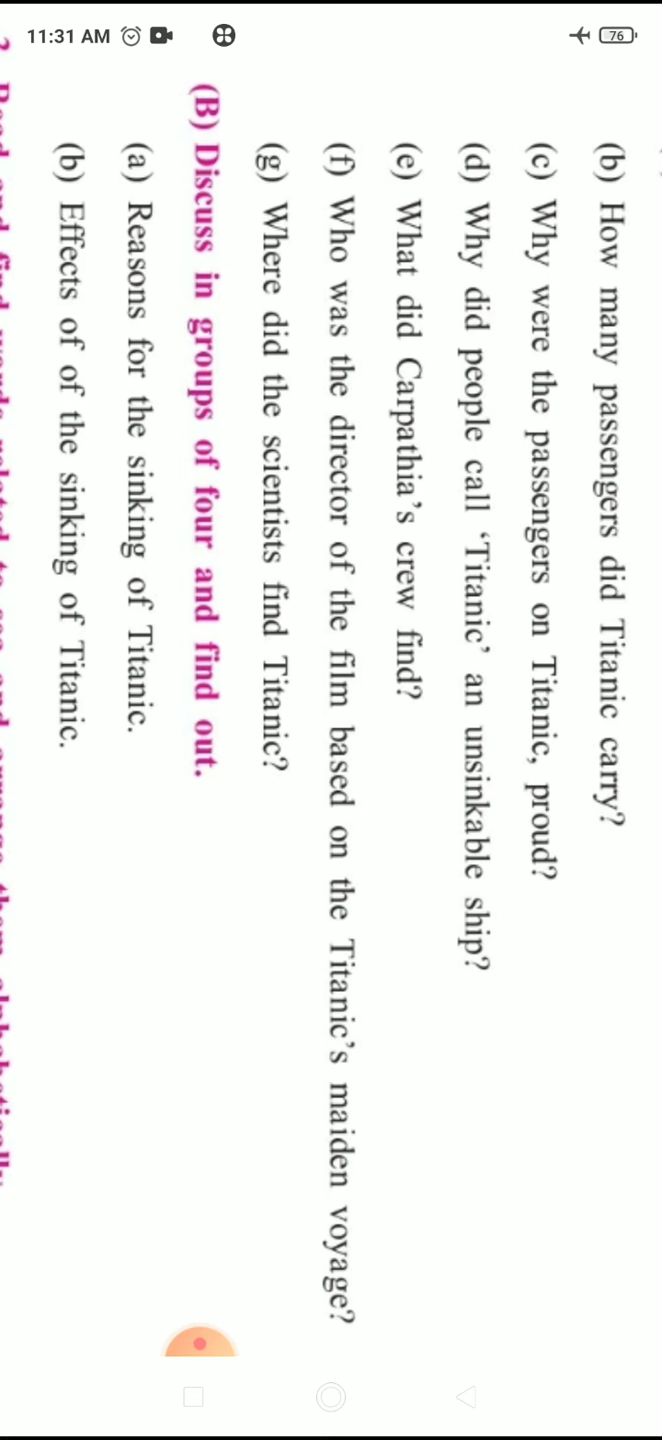 11:31 AM
76
(b) How many passengers did Titanic carry?
(c) Why were the passengers on Titanic, proud?
(d) Why did people call ‘Titanic’ an unsinkable ship?
(e) What did Carpathia’s crew find?
(f) Who was the director of the film based on the Titanic’s maiden voyage?
(g) Where did the scientists find Titanic?
(B) Discuss in groups of four and find out.
(a) Reasons for the sinking of Titanic.
(b) Effects of of the sinking of Titanic.